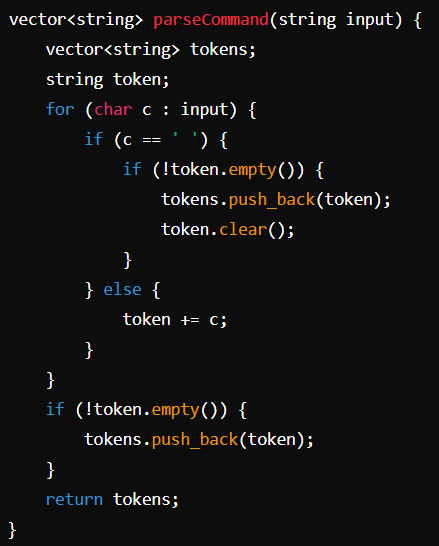 vector<string> parseCommand(string input) {
    vector<string> tokens;
    string token;
    for (char c : input) {
        if (c == ' ') {
            if (!token.empty()) {
                tokens.push_back(token);
                token.clear();
            }
        } else {
            token += c;
        }
    }
    if (!token.empty()) {
        tokens.push_back(token);
    }
    return tokens;
}